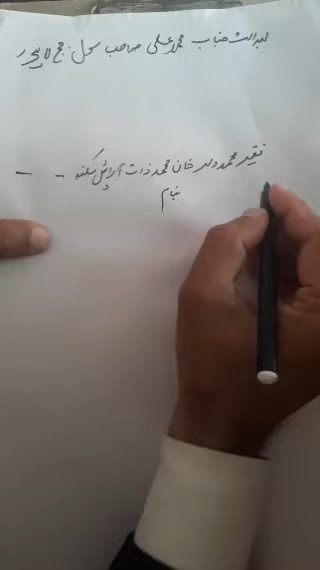 بعدالت جناب محمد علی صاحب سول جج لاہور
فقیر محمد ولد خان محمد ذات آرائیں سکنہ - -
بنام